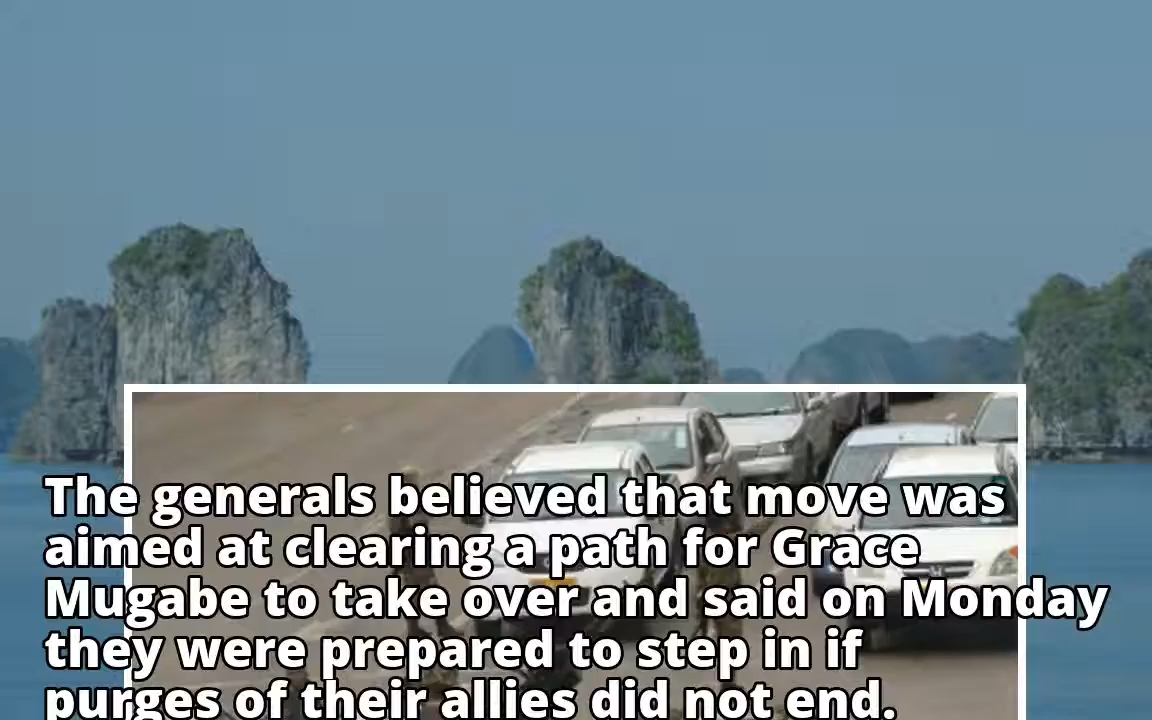 The generals believed that move was
aimed at clearing a path for Grace
Mugabe to take over and said on Monday
they were prepared to step in if
purges of their allies did not end.